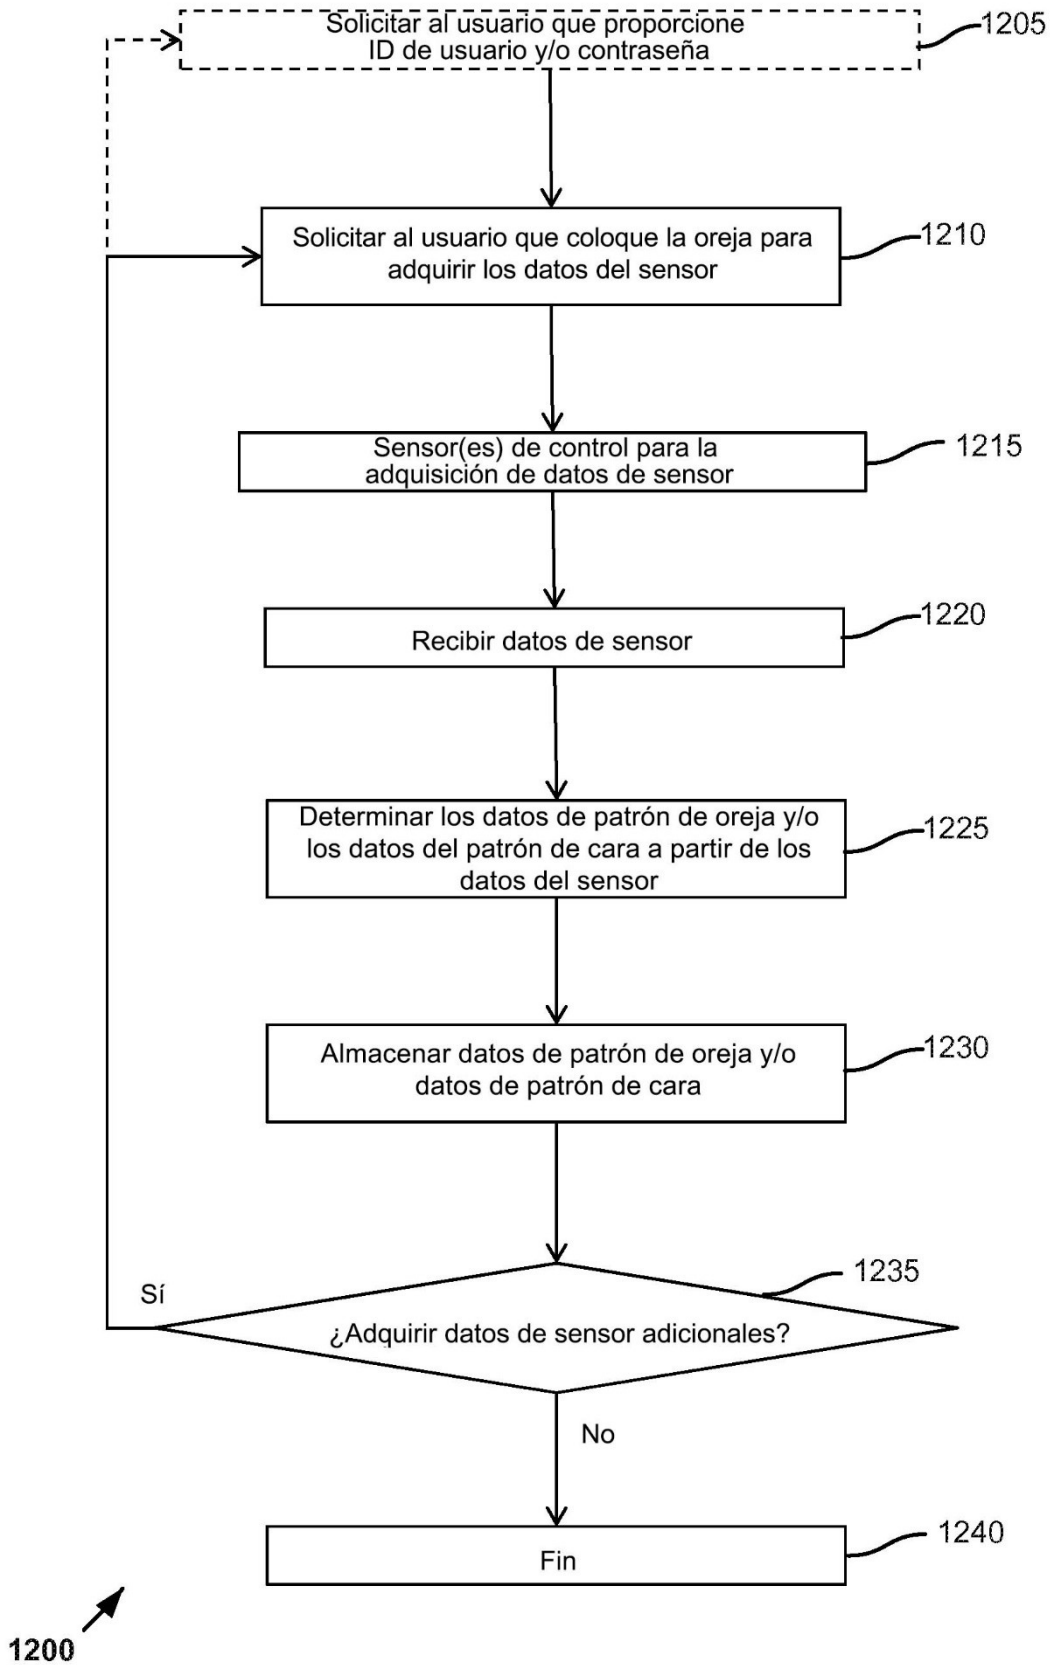 Solicitar al usuario que proporcione
ID de usuario y/o contraseña
1205
Solicitar al usuario que coloque la oreja para
adquirir los datos del sensor
1210
Sensor(es) de control para la
adquisición de datos de sensor
1215
Recibir datos de sensor
1220
Determinar los datos de patrón de oreja y/o
los datos del patrón de cara a partir de los
datos del sensor
1225
Almacenar datos de patrón de oreja y/o
datos de patrón de cara
1230
¿Adquirir datos de sensor adicionales?
1235
Sí
No
Fin
1240
1200